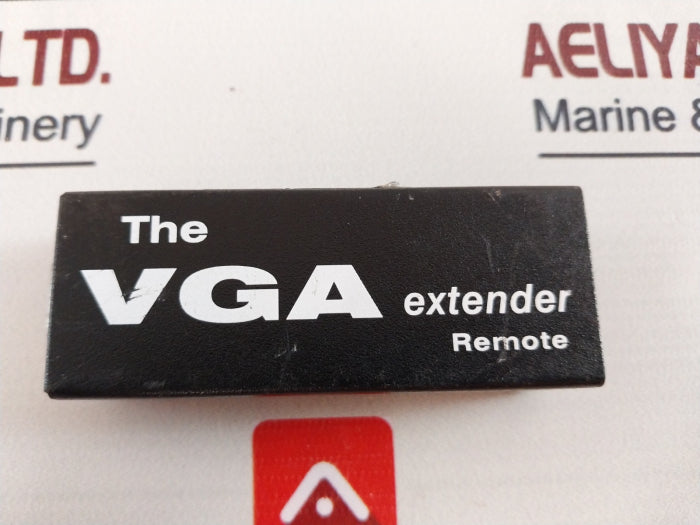 LTD.
AELIYA
inery
Marine &
The
VGA extender
Remote